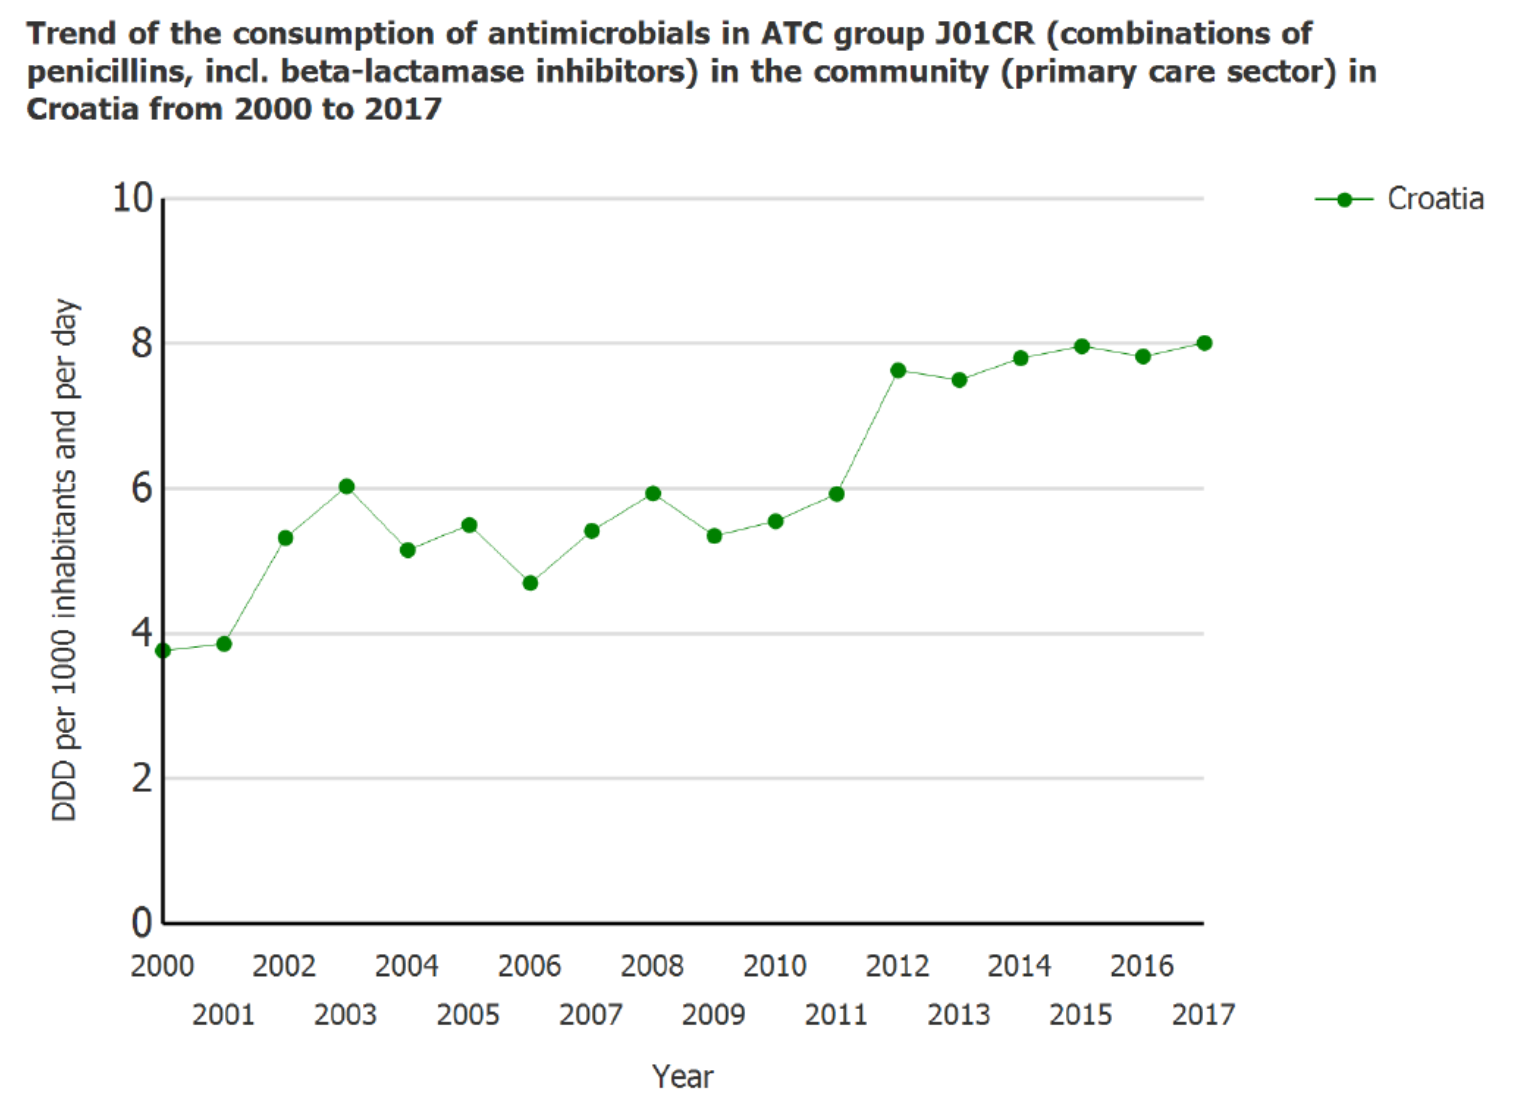 Trend of the consumption of antimicrobials in ATC group J01CR (combinations of
penicillins, incl. beta-lactamase inhibitors) in the community (primary care sector) in
Croatia from 2000 to 2017
Croatia
DDD per 1000 inhabitants and per day
10
8
6
4
2
0
2000 2002 2004 2006 2008 2010 2012 2014 2016
2001 2003 2005 2007 2009 2011 2013 2015 2017
Year